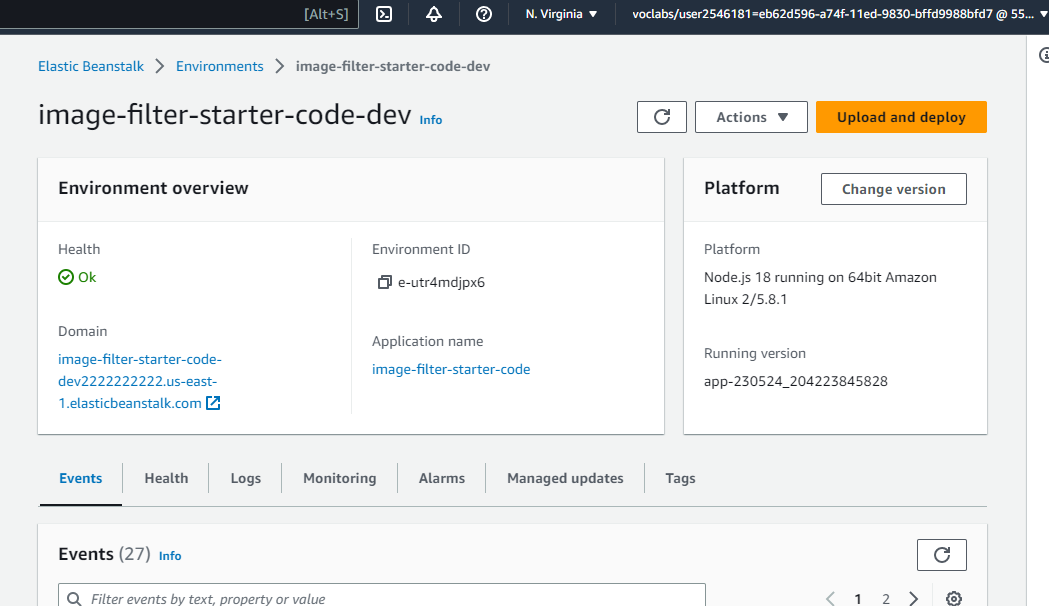 [Alt+S]
N. Virginia
voclabs/user2546181=eb62d596-a74f-11ed-9830-bffd9988bfd7 @ 55...
Elastic Beanstalk
Environments
image-filter-starter-code-dev
image-filter-starter-code-dev Info
Actions
Upload and deploy
Environment overview
Health
Ok
Domain
image-filter-starter-code-
dev2222222222.us-east-
1.elasticbeanstalk.com
Environment ID
e-utr4mdjpx6
Application name
image-filter-starter-code
Platform
Change version
Platform
Node.js 18 running on 64bit Amazon
Linux 2/5.8.1
Running version
app-230524_204223845828
Events
Health
Logs
Monitoring
Alarms
Managed updates
Tags
Events (27) Info
Filter events by text, property or value
1
2